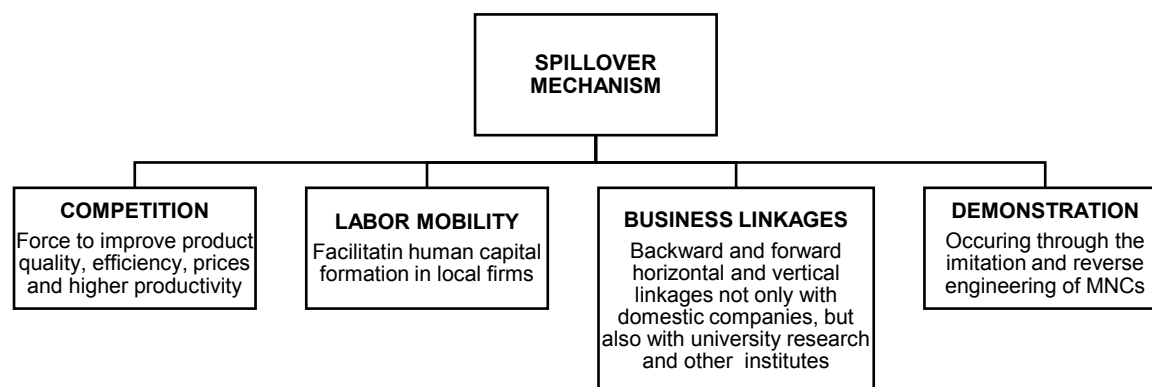 SPILLOVER
MECHANISM
COMPETITION
Force to improve product
quality, efficiency, prices
and higher productivity
LABOR MOBILITY
Facilitatin human capital
formation in local firms
BUSINESS LINKAGES
Backward and forward
horizontal and vertical
linkages not only with
domestic companies, but
also with university research
and other institutes
DEMONSTRATION
Occuring through the
imitation and reverse
engineering of MNCs